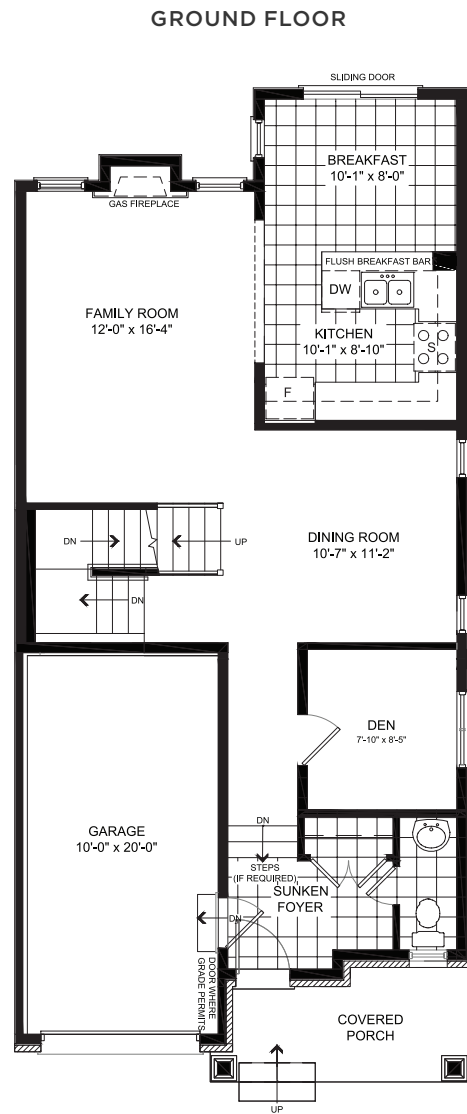 GROUND FLOOR
SLIDING DOOR
BREAKFAST
10'-1" x 8'-0"
GAS FIREPLACE
FLUSH BREAKFAST BAR
DW
FAMILY ROOM
12'-0" x 16'-4"
KITCHEN
10'-1" x 8'-10"
S
F
DINING ROOM
10'-7" x 11'-2"
DN
UP
DN
DEN
7'-10" x 8'-5"
GARAGE
10'-0" x 20'-0"
DN
STEPS
(IF REQUIRED)
SUNKEN
FOYER
DN
DOOR WHERE
GRADE PERMITS
COVERED
PORCH
UP